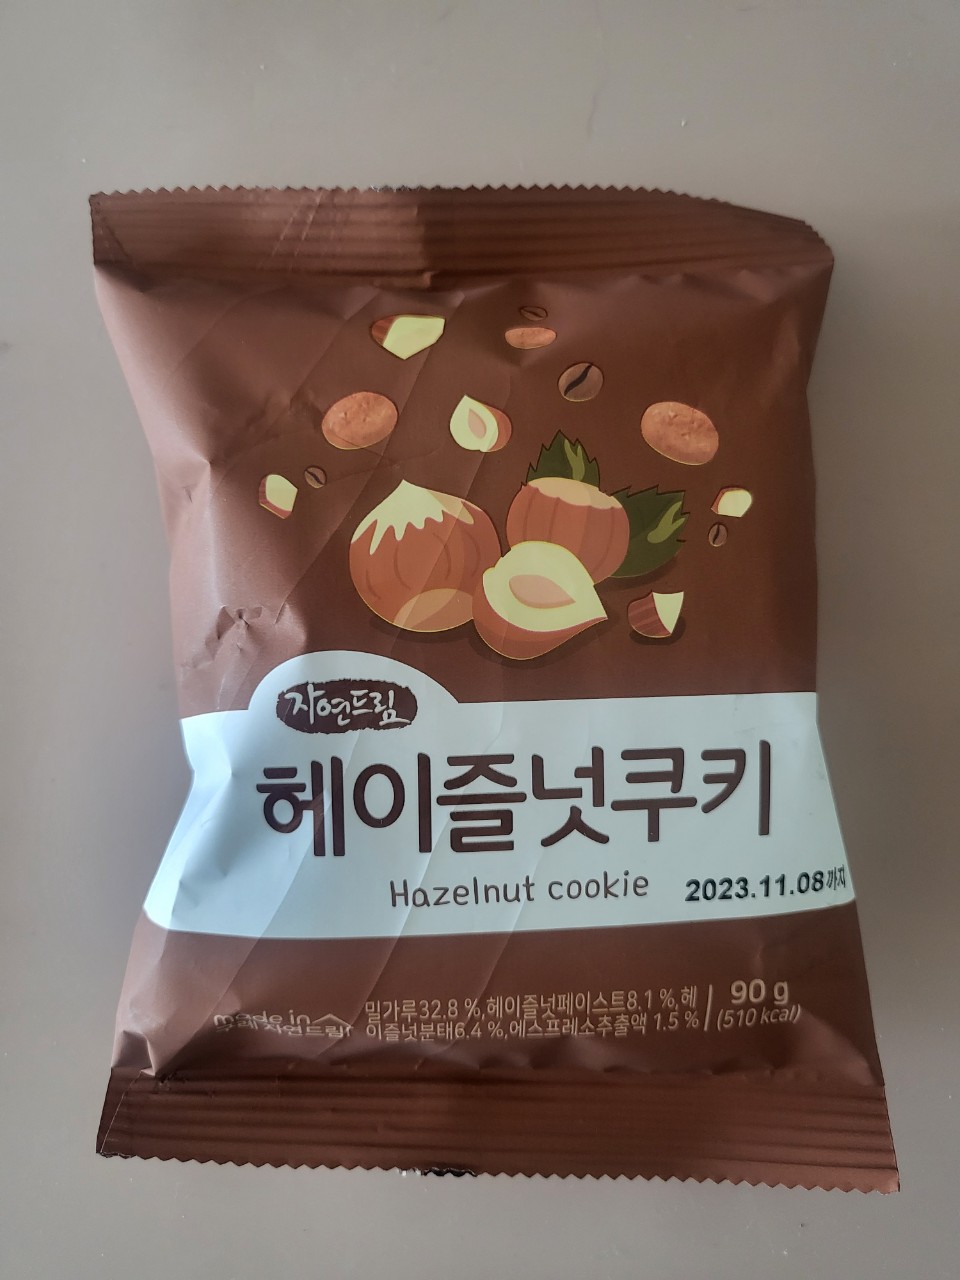 자연드림
헤이즐넛쿠키
Hazelnut cookie
2023.11.08까지
밀가루32.8 %,헤이즐넛페이스트8.1 %,헤
이즐넛분태6.4 %,에스프레소추출액 1.5 %
90 g
(510 kcal)